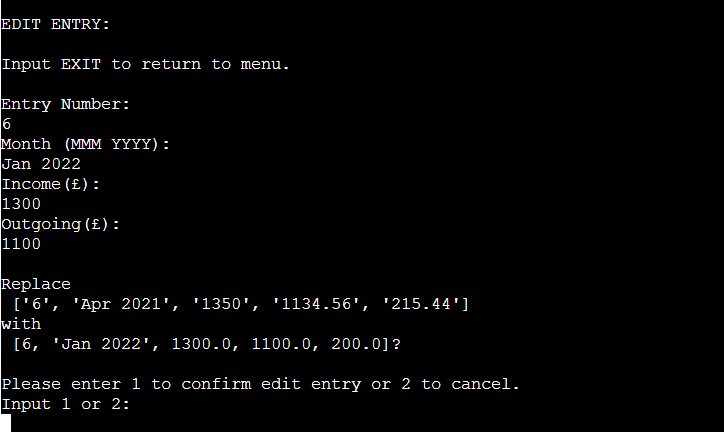 EDIT ENTRY:
Input EXIT to return to menu.
Entry Number:
6
Month (MMM YYYY):
Jan 2022
Income(£):
1300
Outgoing(£):
1100
Replace
['6', 'Apr 2021', '1350', '1134.56', '215.44']
with
[6, 'Jan 2022', 1300.0, 1100.0, 200.0]?
Please enter 1 to confirm edit entry or 2 to cancel.
Input 1 or 2: